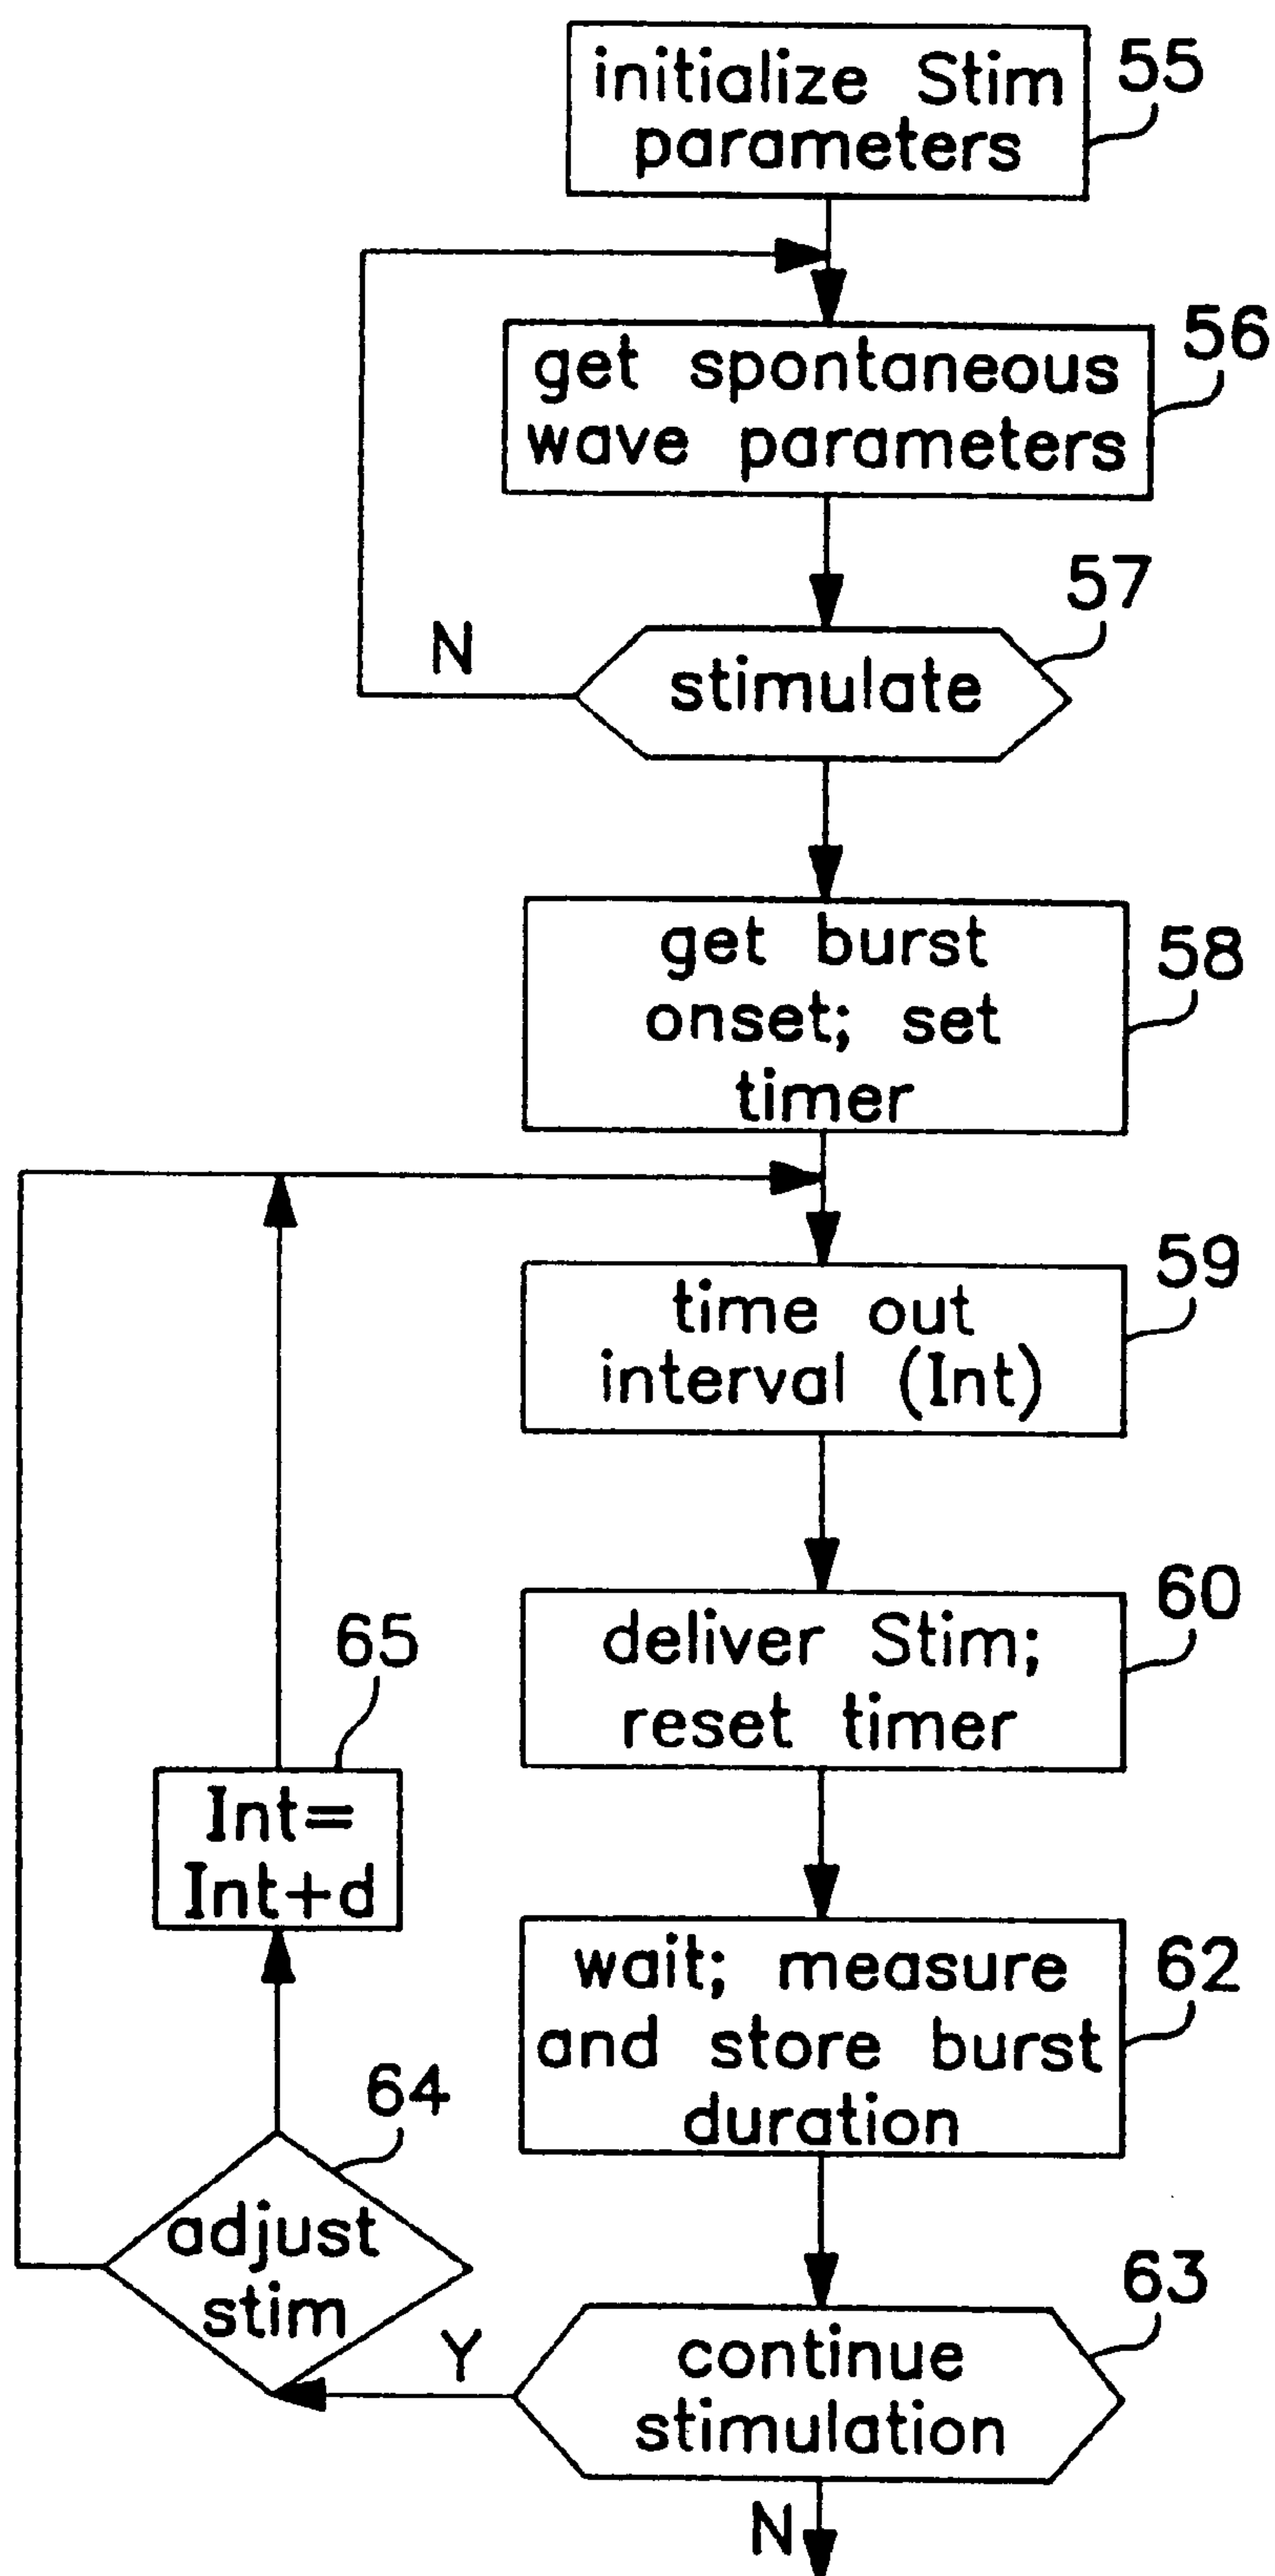 initialize Stim
parameters
55
get spontaneous
wave parameters
56
57
N
stimulate
get burst
onset; set
timer
58
time out
interval (Int)
59
deliver Stim;
reset timer
60
65
Int=
Int+d
wait; measure
and store burst
duration
62
64
adjust
stim
63
Y
continue
stimulation
N